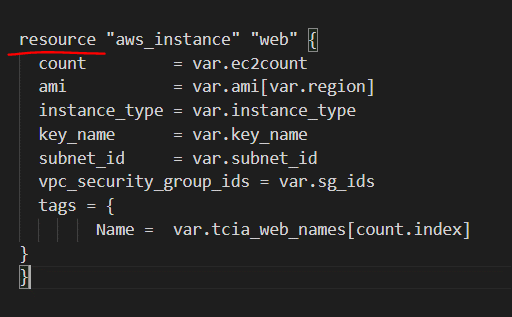 resource "aws_instance" "web" {
count = var.ec2count
ami = var.ami[var.region]
instance_type = var.instance_type
key_name = var.key_name
subnet_id = var.subnet_id
vpc_security_group_ids = var.sg_ids
tags = {
Name = var.tcia_web_names[count.index]
}
}